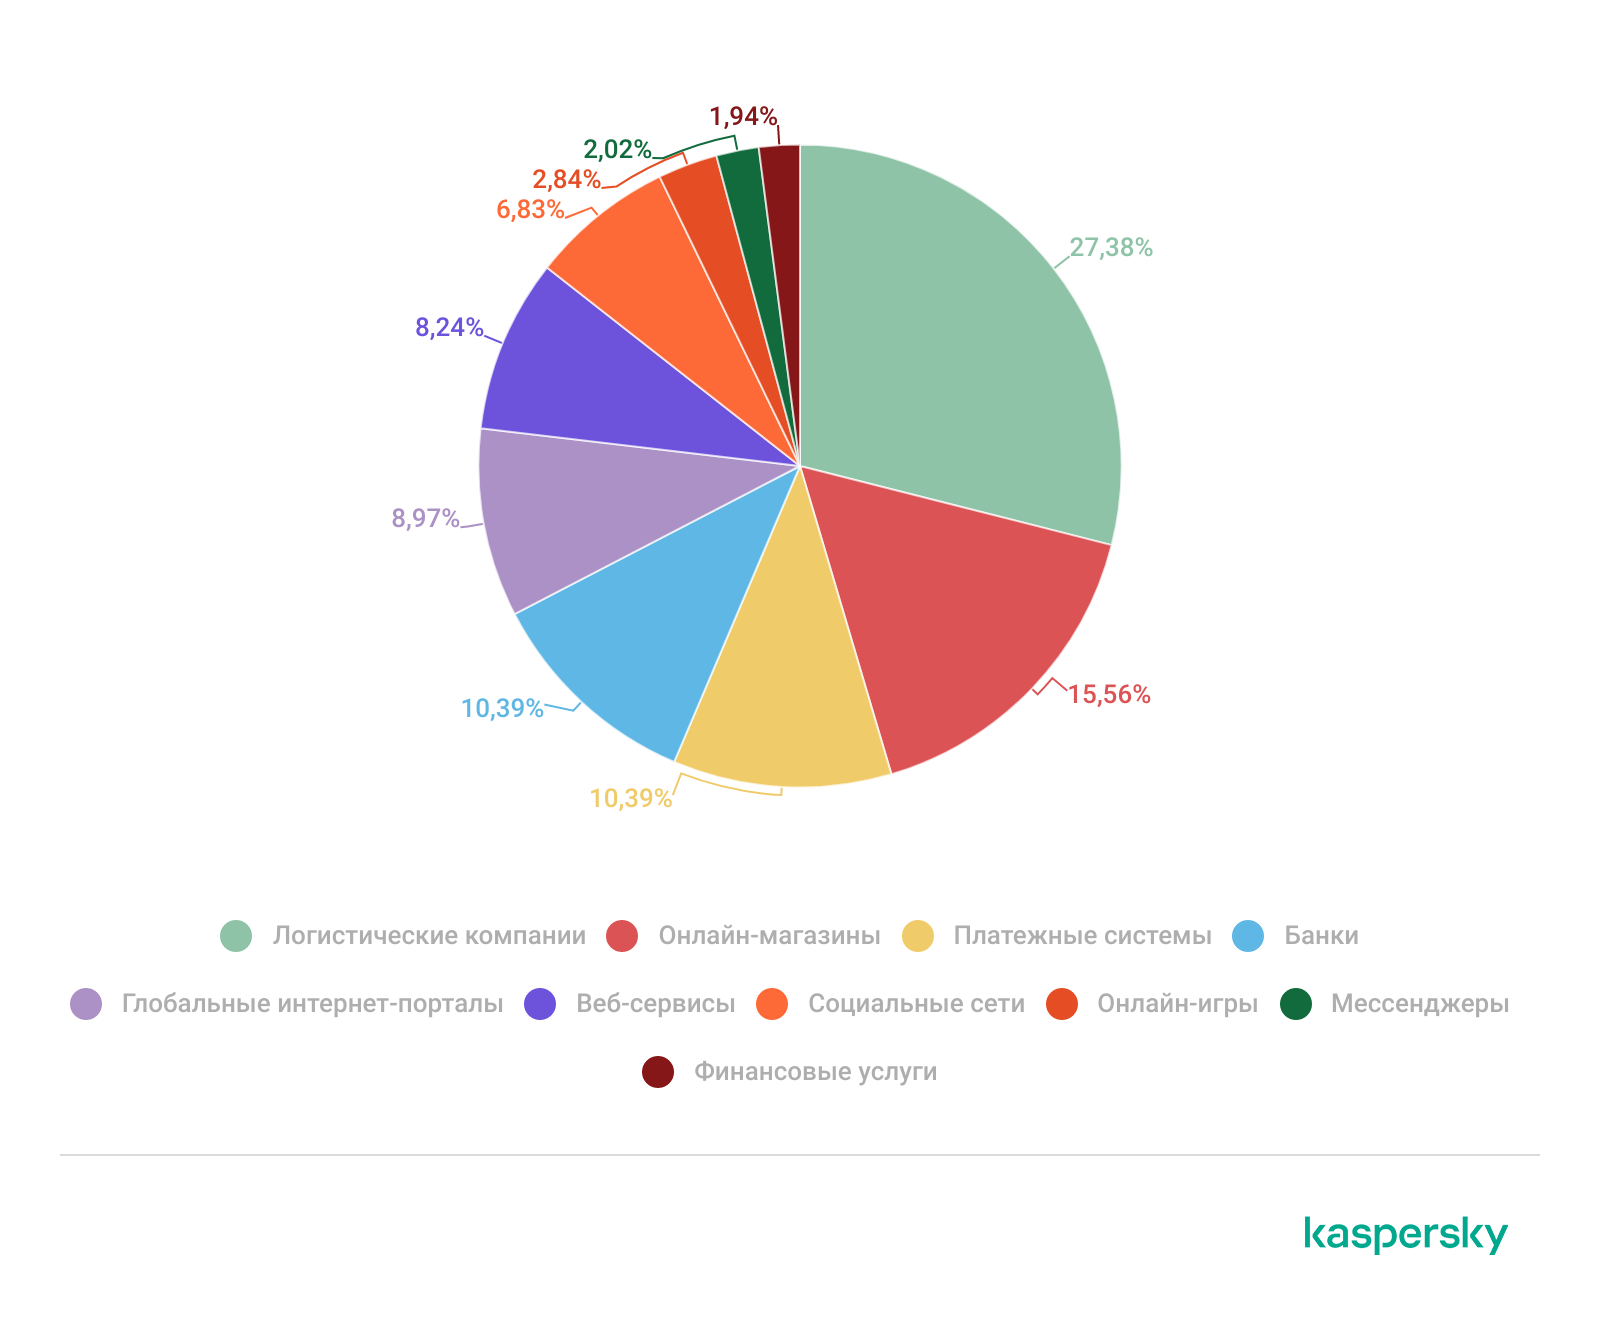 1,94%
2,02%
2,84%
6,83%
27,38%
8,24%
8,97%
15,56%
10,39%
10,39%
Логистические компании Онлайн-магазины Платежные системы Банки
Глобальные интернет-порталы Веб-сервисы Социальные сети Онлайн-игры Мессенджеры
Финансовые услуги
kaspersky